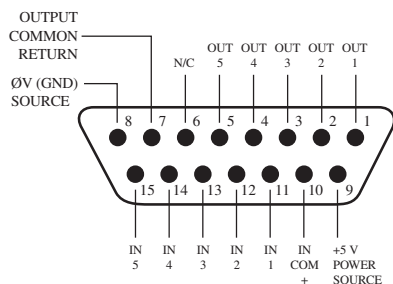 OUTPUT
COMMON
RETURN
ØV (GND)
SOURCE
N/C
OUT
5
OUT
4
OUT
3
OUT
2
OUT
1
8 7 6 5 4 3 2 1
15 14 13 12 11 10 9
IN
5
IN
4
IN
3
IN
2
IN
1
IN
COM
+
+5 V
POWER
SOURCE